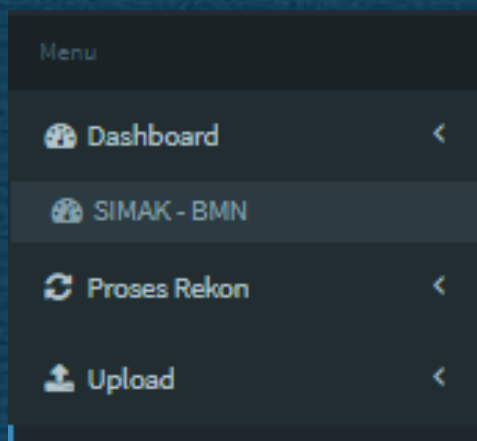 Menu
Dashboard
SIMAK - BMN
Proses Rekon
Upload